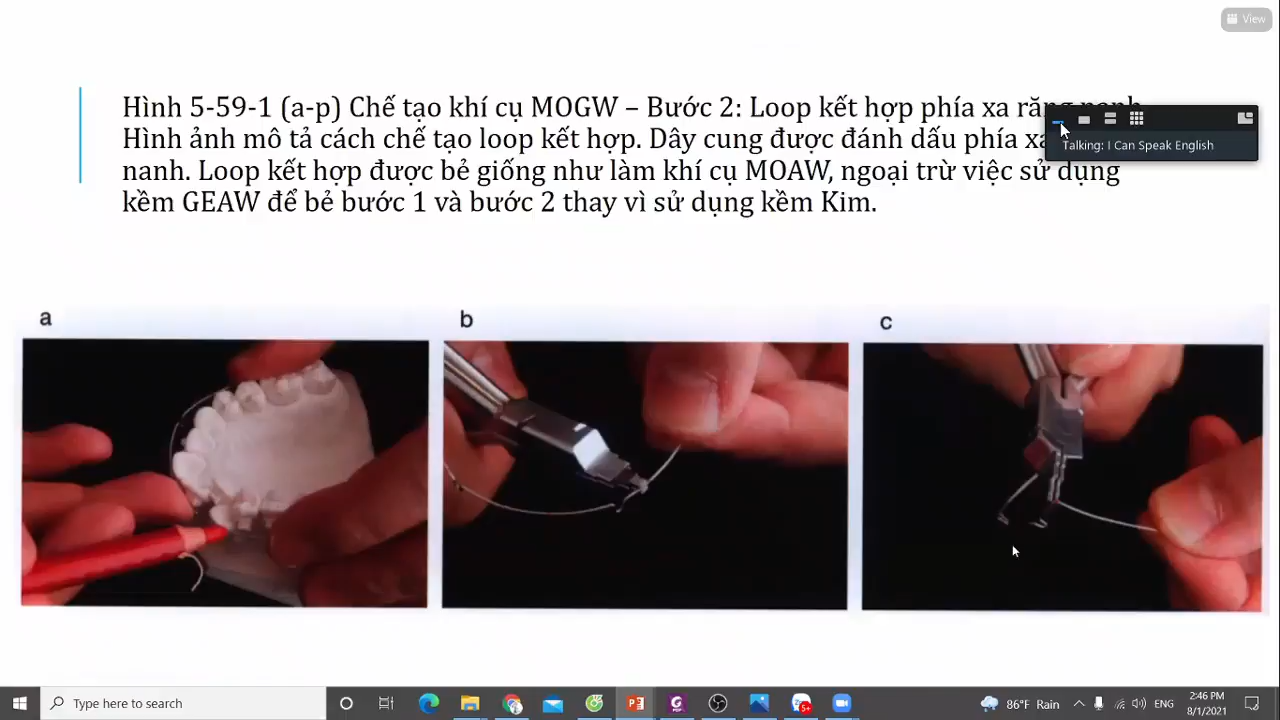 View
Hình 5-59-1 (a-p) Chế tạo khí cụ MOGW – Bước 2: Loop kết hợp phía xa răng
Hình ảnh mô tả cách chế tạo loop kết hợp. Dây cung được đánh dấu phía
Talking: I Can Speak English
nanh. Loop kết hợp được bẻ giống như làm khí cụ MOAW, ngoại trừ việc sử dụng
kềm GEAW để bẻ bước 1 và bước 2 thay vì sử dụng kềm Kim.
a
b
c
Type here to search
86°F Rain
ENG
2:46 PM
8/1/2021